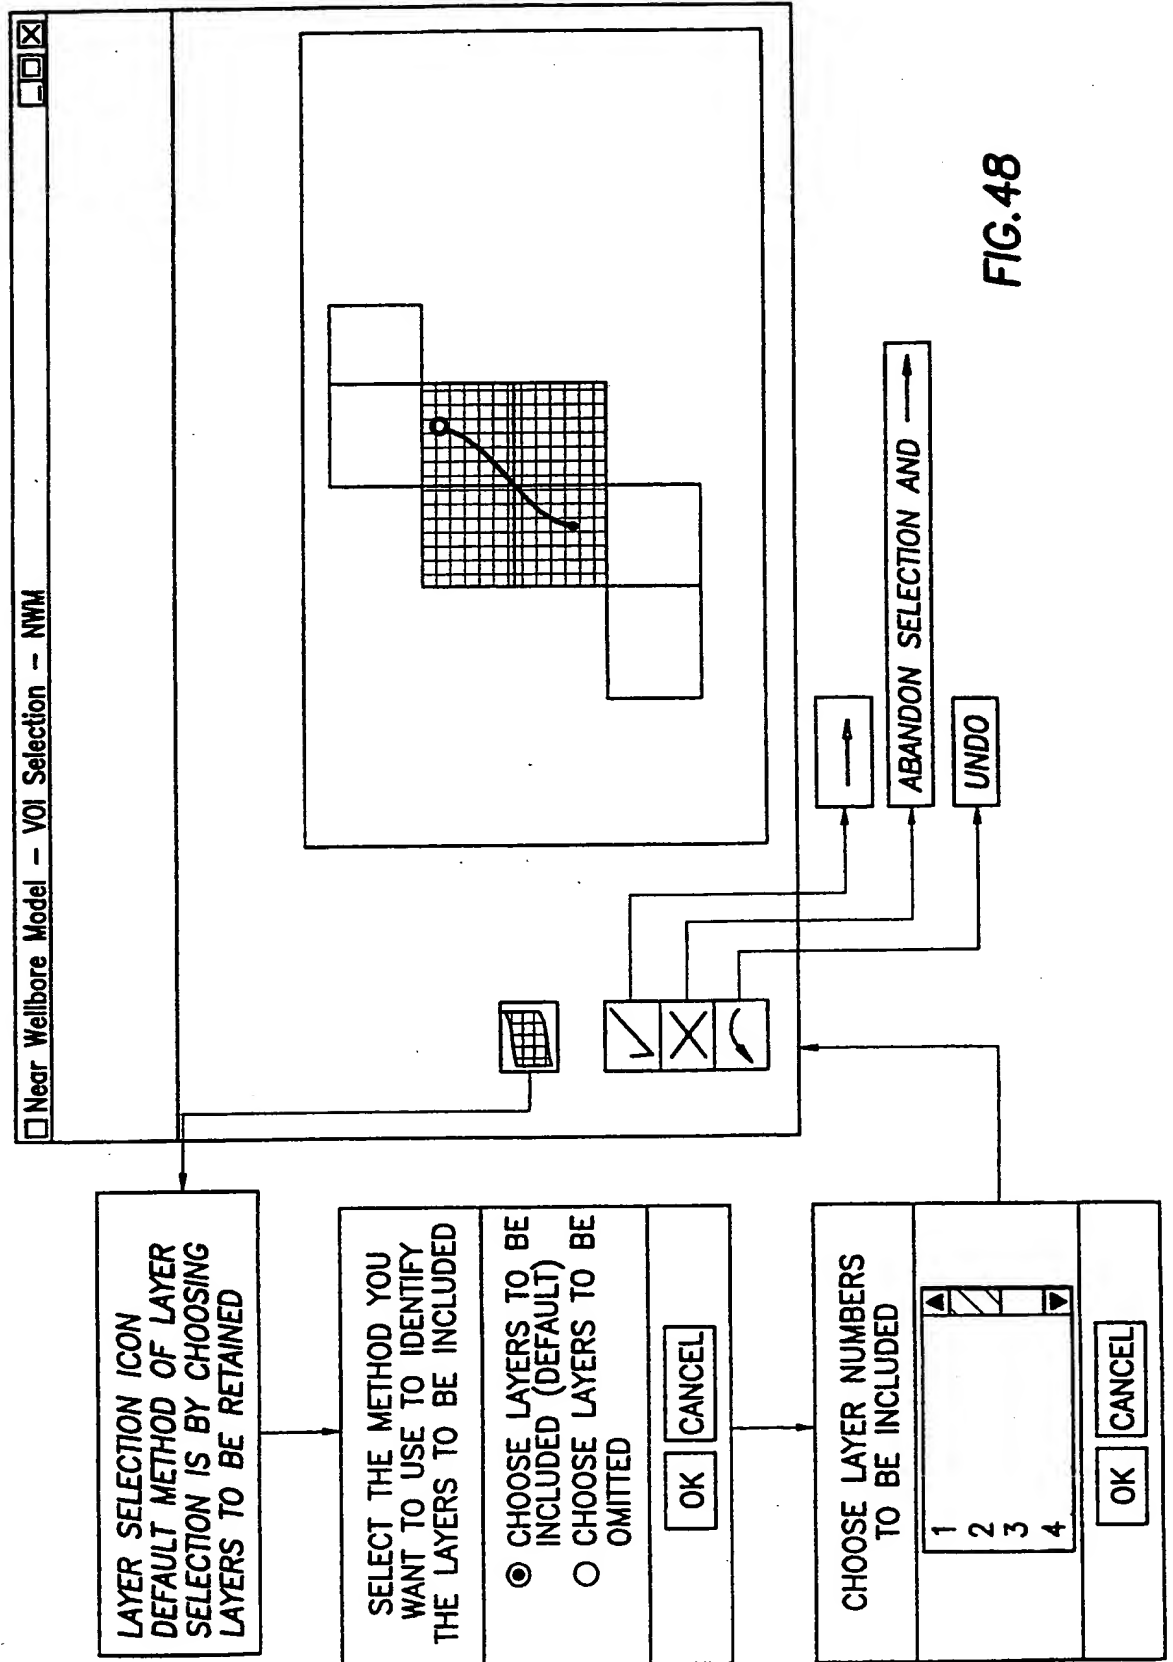 Near Wellbore Model – VOI Selection – NWM
LAYER SELECTION ICON
DEFAULT METHOD OF LAYER
SELECTION IS BY CHOOSING
LAYERS TO BE RETAINED
SELECT THE METHOD YOU
WANT TO USE TO IDENTIFY
THE LAYERS TO BE INCLUDED
CHOOSE LAYERS TO BE
INCLUDED (DEFAULT)
CHOOSE LAYERS TO BE
OMITTED
OK CANCEL
CHOOSE LAYER NUMBERS
TO BE INCLUDED
1
2
3
4
OK CANCEL
ABANDON SELECTION AND
UNDO
FIG.48